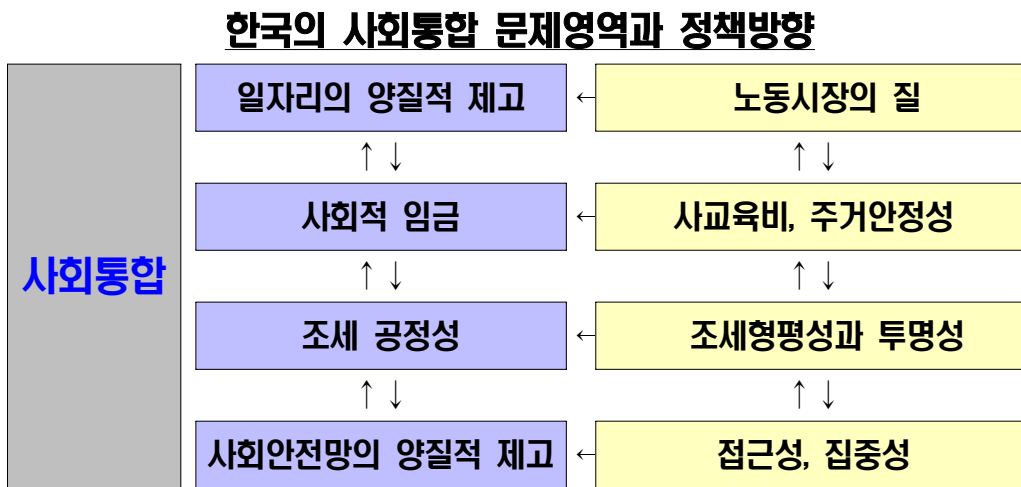 한국의 사회통합 문제영역과 정책방향
일자리의 양질적 제고 ← 노동시장의 질
↑ ↓ ↑ ↓
사회적 임금 ← 사교육비, 주거안정성
사회통합
↑ ↓ ↑ ↓
조세 공정성 ← 조세형평성과 투명성
↑ ↓ ↑ ↓
사회안전망의 양질적 제고 ← 접근성, 집중성